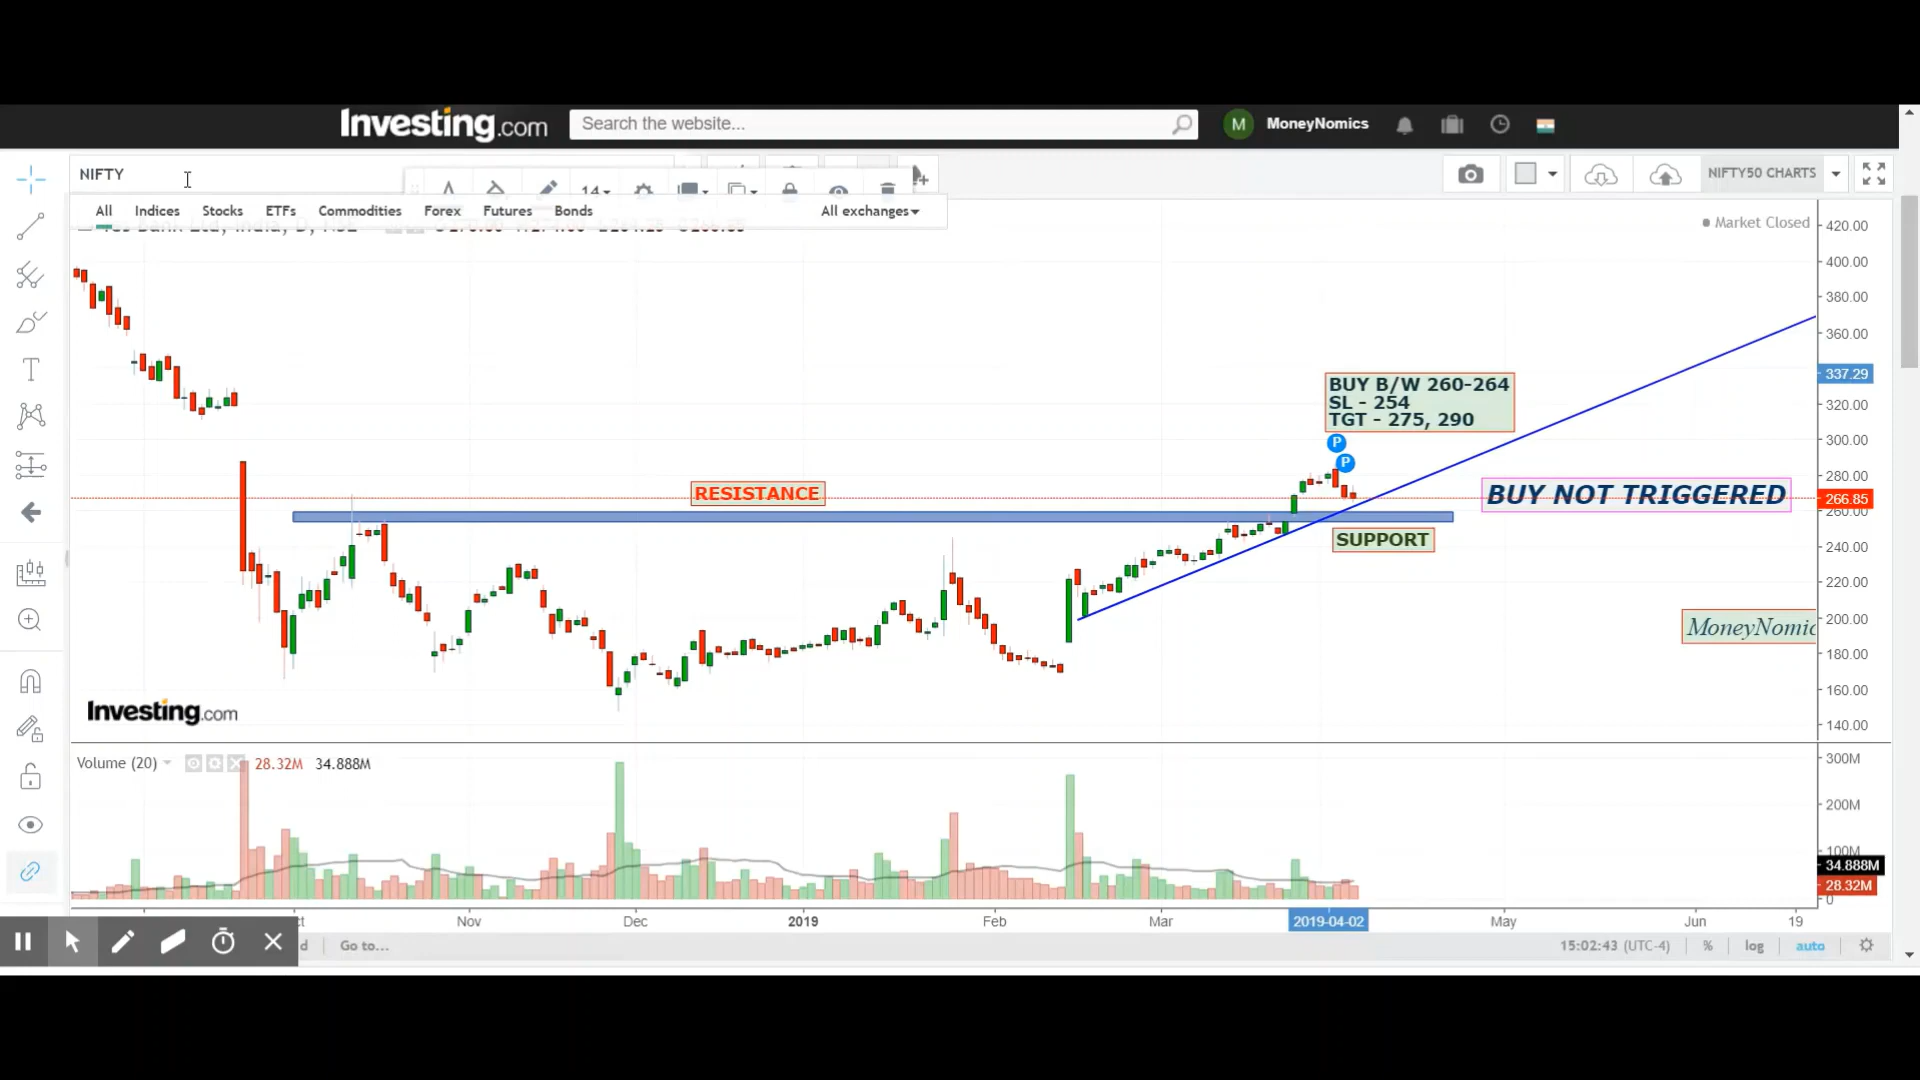 Investing.com
Search the website...
M
MoneyNomics
NIFTY
14
NIFTY50 CHARTS
All
Indices
Stocks
ETFs
Commodities
Forex
Futures
Bonds
All exchanges
Market Closed
420.00
400.00
380.00
360.00
337.29
320.00
300.00
280.00
266.85
260.00
240.00
220.00
200.00
180.00
160.00
140.00
BUY B/W 260-264
SL - 254
TGT - 275, 290
P
P
RESISTANCE
BUY NOT TRIGGERED
SUPPORT
MoneyNomic
Investing.com
Volume (20)
28.32M
34.888M
300M
200M
100M
34.888M
28.32M
0
Nov
Dec
2019
Feb
Mar
2019-04-02
May
Jun
19
Go to...
15:02:43 (UTC-4)
%
log
auto